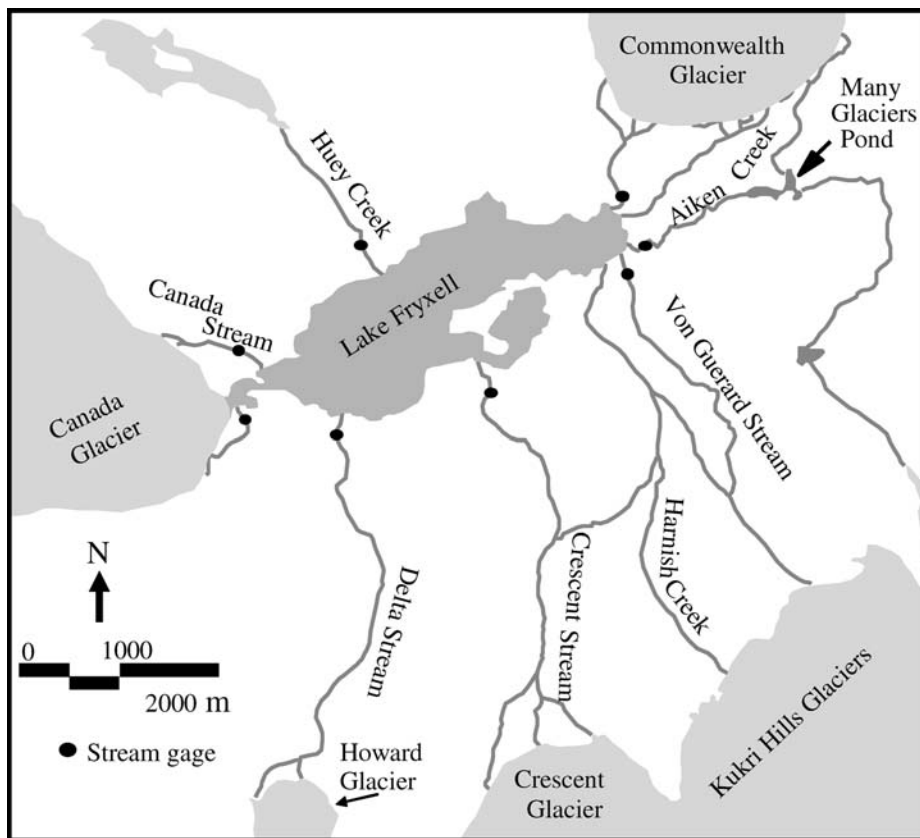 Commonwealth
Glacier
Many
Glaciers
Pond
Huey Creek
Aiken Creek
Canada
Stream
Lake Fryxell
Von Guerard Stream
Canada
Glacier
N
0 1000
2000 m
Stream gage
Delta Stream
Crescent Stream
Harnish Creek
Howard
Glacier
Crescent
Glacier
Kukri Hills Glaciers